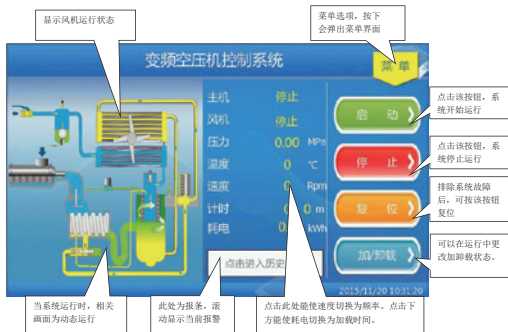 显示风机运行状态
菜单选项，按下
会弹出菜单界面
变频空压机控制系统
菜 单
主机 停止
风机 停止
压力 0.00 MPa
温度 0 ℃
速度 0 Rpm
计时 0 0 m
耗电 0 kWh
点击进入历史
启 动
停 止
复 位
加/卸载
2015/11/20 10:31:20
点击该按钮，系
统开始运行
点击该按钮，系
统停止运行
排除系统故障
后，可按该按钮
复位
可以在运行中更
改加卸载状态。
当系统运行时，相关
画面为动态运行
此处为报条，滚
动显示当前报警
点击此处能使速度切换为频率。点击下
方能使耗电切换为加载时间。